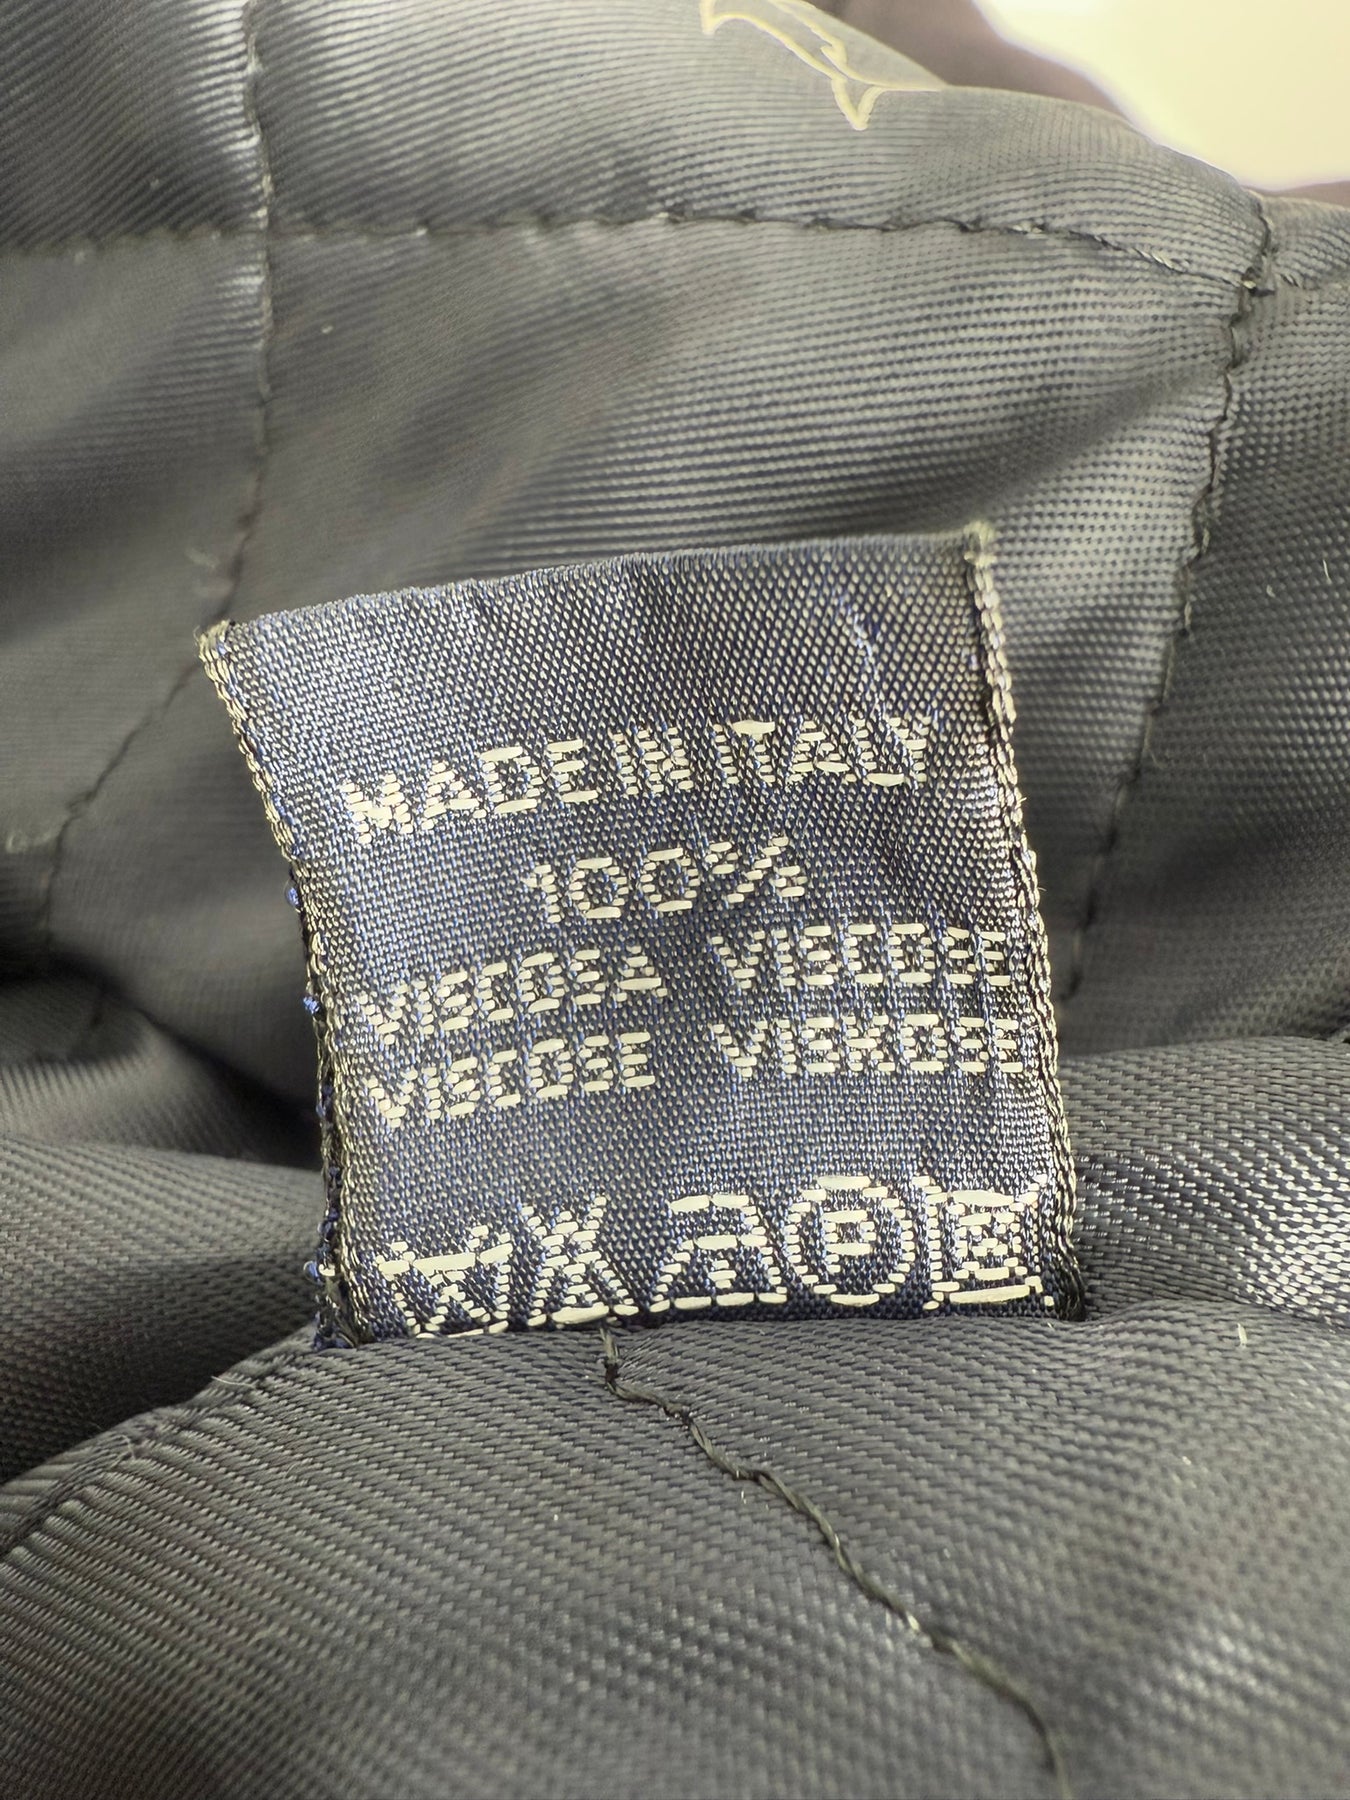 MADE IN ITALY
100%
VISCOSA VISCOSE
VISCOSE VISKOSE
P